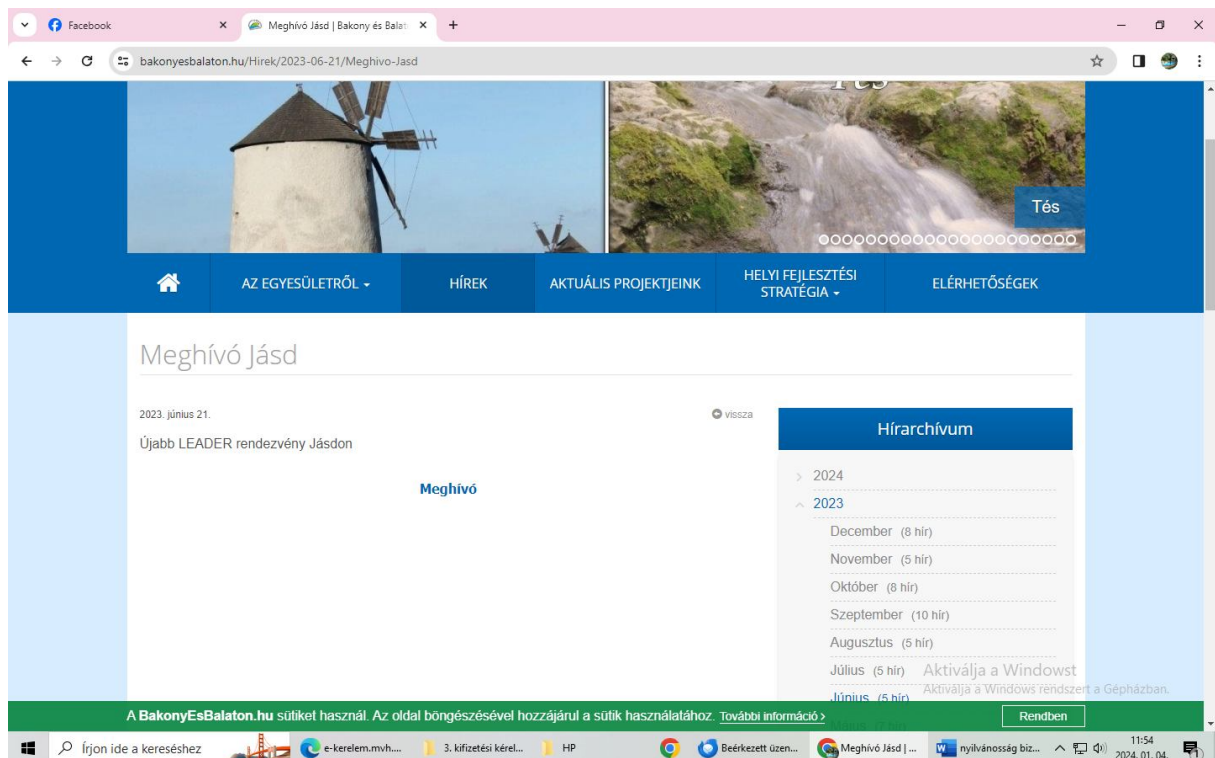 Facebook
Meghívó Jásd | Bakony és Balat
bakonyesbalaton.hu/Hirek/2023-06-21/Meghivo-Jasd
Tés
Tés
AZ EGYESÜLETRŐL
HÍREK
AKTUÁLIS PROJEKTJEINK
HELYI FEJLESZTÉSI
STRATÉGIA
ELÉRHETŐSÉGEK
Meghívó Jásd
2023. június 21.
vissza
Újabb LEADER rendezvény Jásdon
Meghívó
Hírarchívum
2024
2023
December (8 hír)
November (5 hír)
Október (8 hír)
Szeptember (10 hír)
Augusztus (5 hír)
Július (5 hír)
Június (5 hír)
Aktiválja a Windowst
Aktiválja a Windows rendszert a Gépházban.
A BakonyEsBalaton.hu sütiket használ. Az oldal böngészésével hozzájárul a sütik használatához. További információ >
Rendben
Írjon ide a kereséshez
e-kerelem.mvh....
3. kifizetési kérel...
HP
Beérkezett üzen...
Meghívó Jásd | ...
nyilvánosság biz...
11:54
2024. 01. 04.